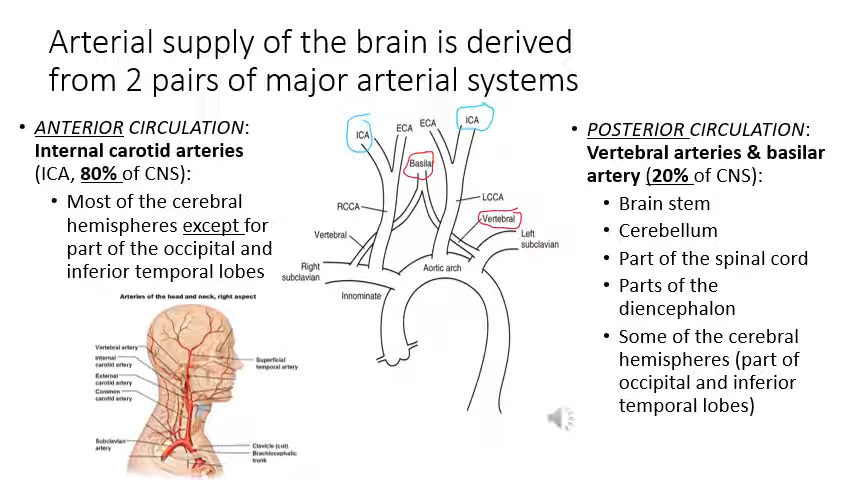 Arterial supply of the brain is derived
from 2 pairs of major arterial systems
• ANTERIOR CIRCULATION:
Internal carotid arteries
(ICA, 80% of CNS):
• Most of the cerebral
hemispheres except for
part of the occipital and
inferior temporal lobes
Arteries of the head and neck, right aspect
Vertebral artery
Internal
carotid artery
External
carotid artery
Common
carotid artery
Subclavian
artery
Superficial
temporal artery
Clavicle (cut)
Brachiocephalic
trunk
ICA
ECA
ECA
ICA
Basilar
RCCA
LCCA
Vertebral
Vertebral
Left
subclavian
Right
subclavian
Aortic arch
Innominate
• POSTERIOR CIRCULATION:
Vertebral arteries & basilar
artery (20% of CNS):
• Brain stem
• Cerebellum
• Part of the spinal cord
• Parts of the
diencephalon
• Some of the cerebral
hemispheres (part of
occipital and inferior
temporal lobes)